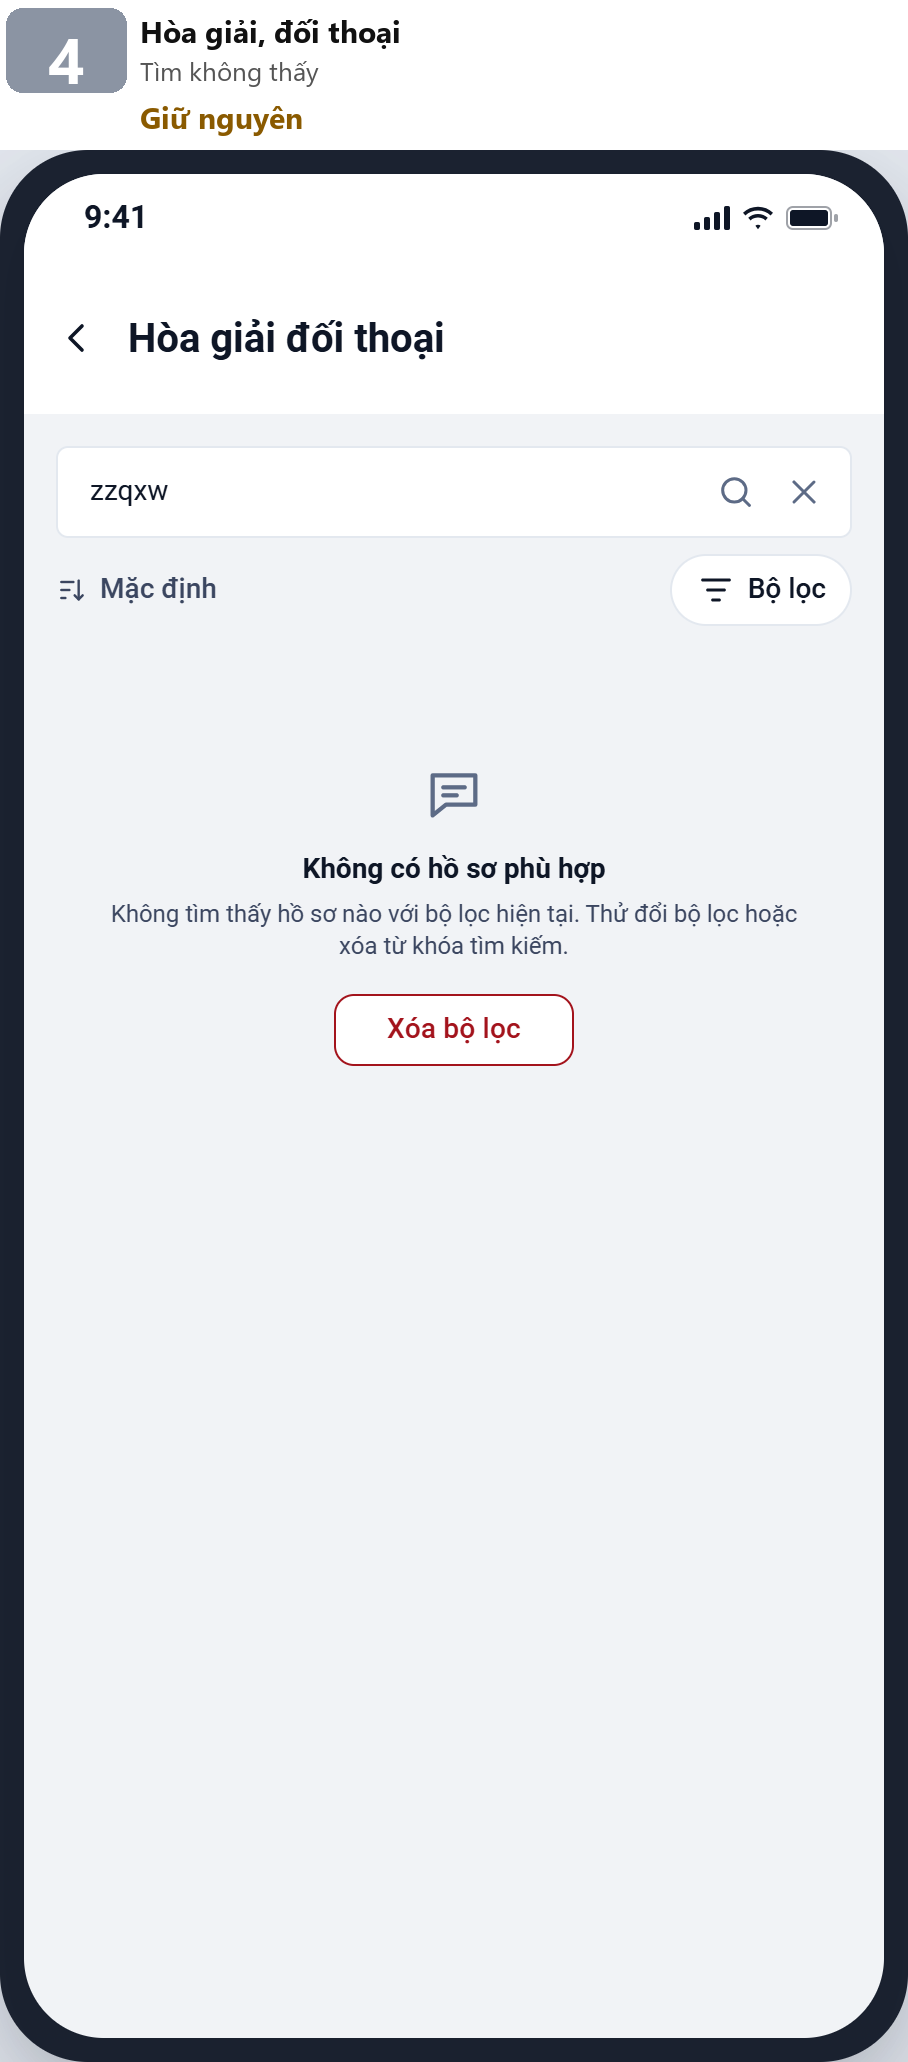 4
Hòa giải, đối thoại
Tìm không thấy
Giữ nguyên
9:41
Hòa giải đối thoại
zzqxw
Mặc định
Bộ lọc
Không có hồ sơ phù hợp
Không tìm thấy hồ sơ nào với bộ lọc hiện tại. Thử đổi bộ lọc hoặc
xóa từ khóa tìm kiếm.
Xóa bộ lọc